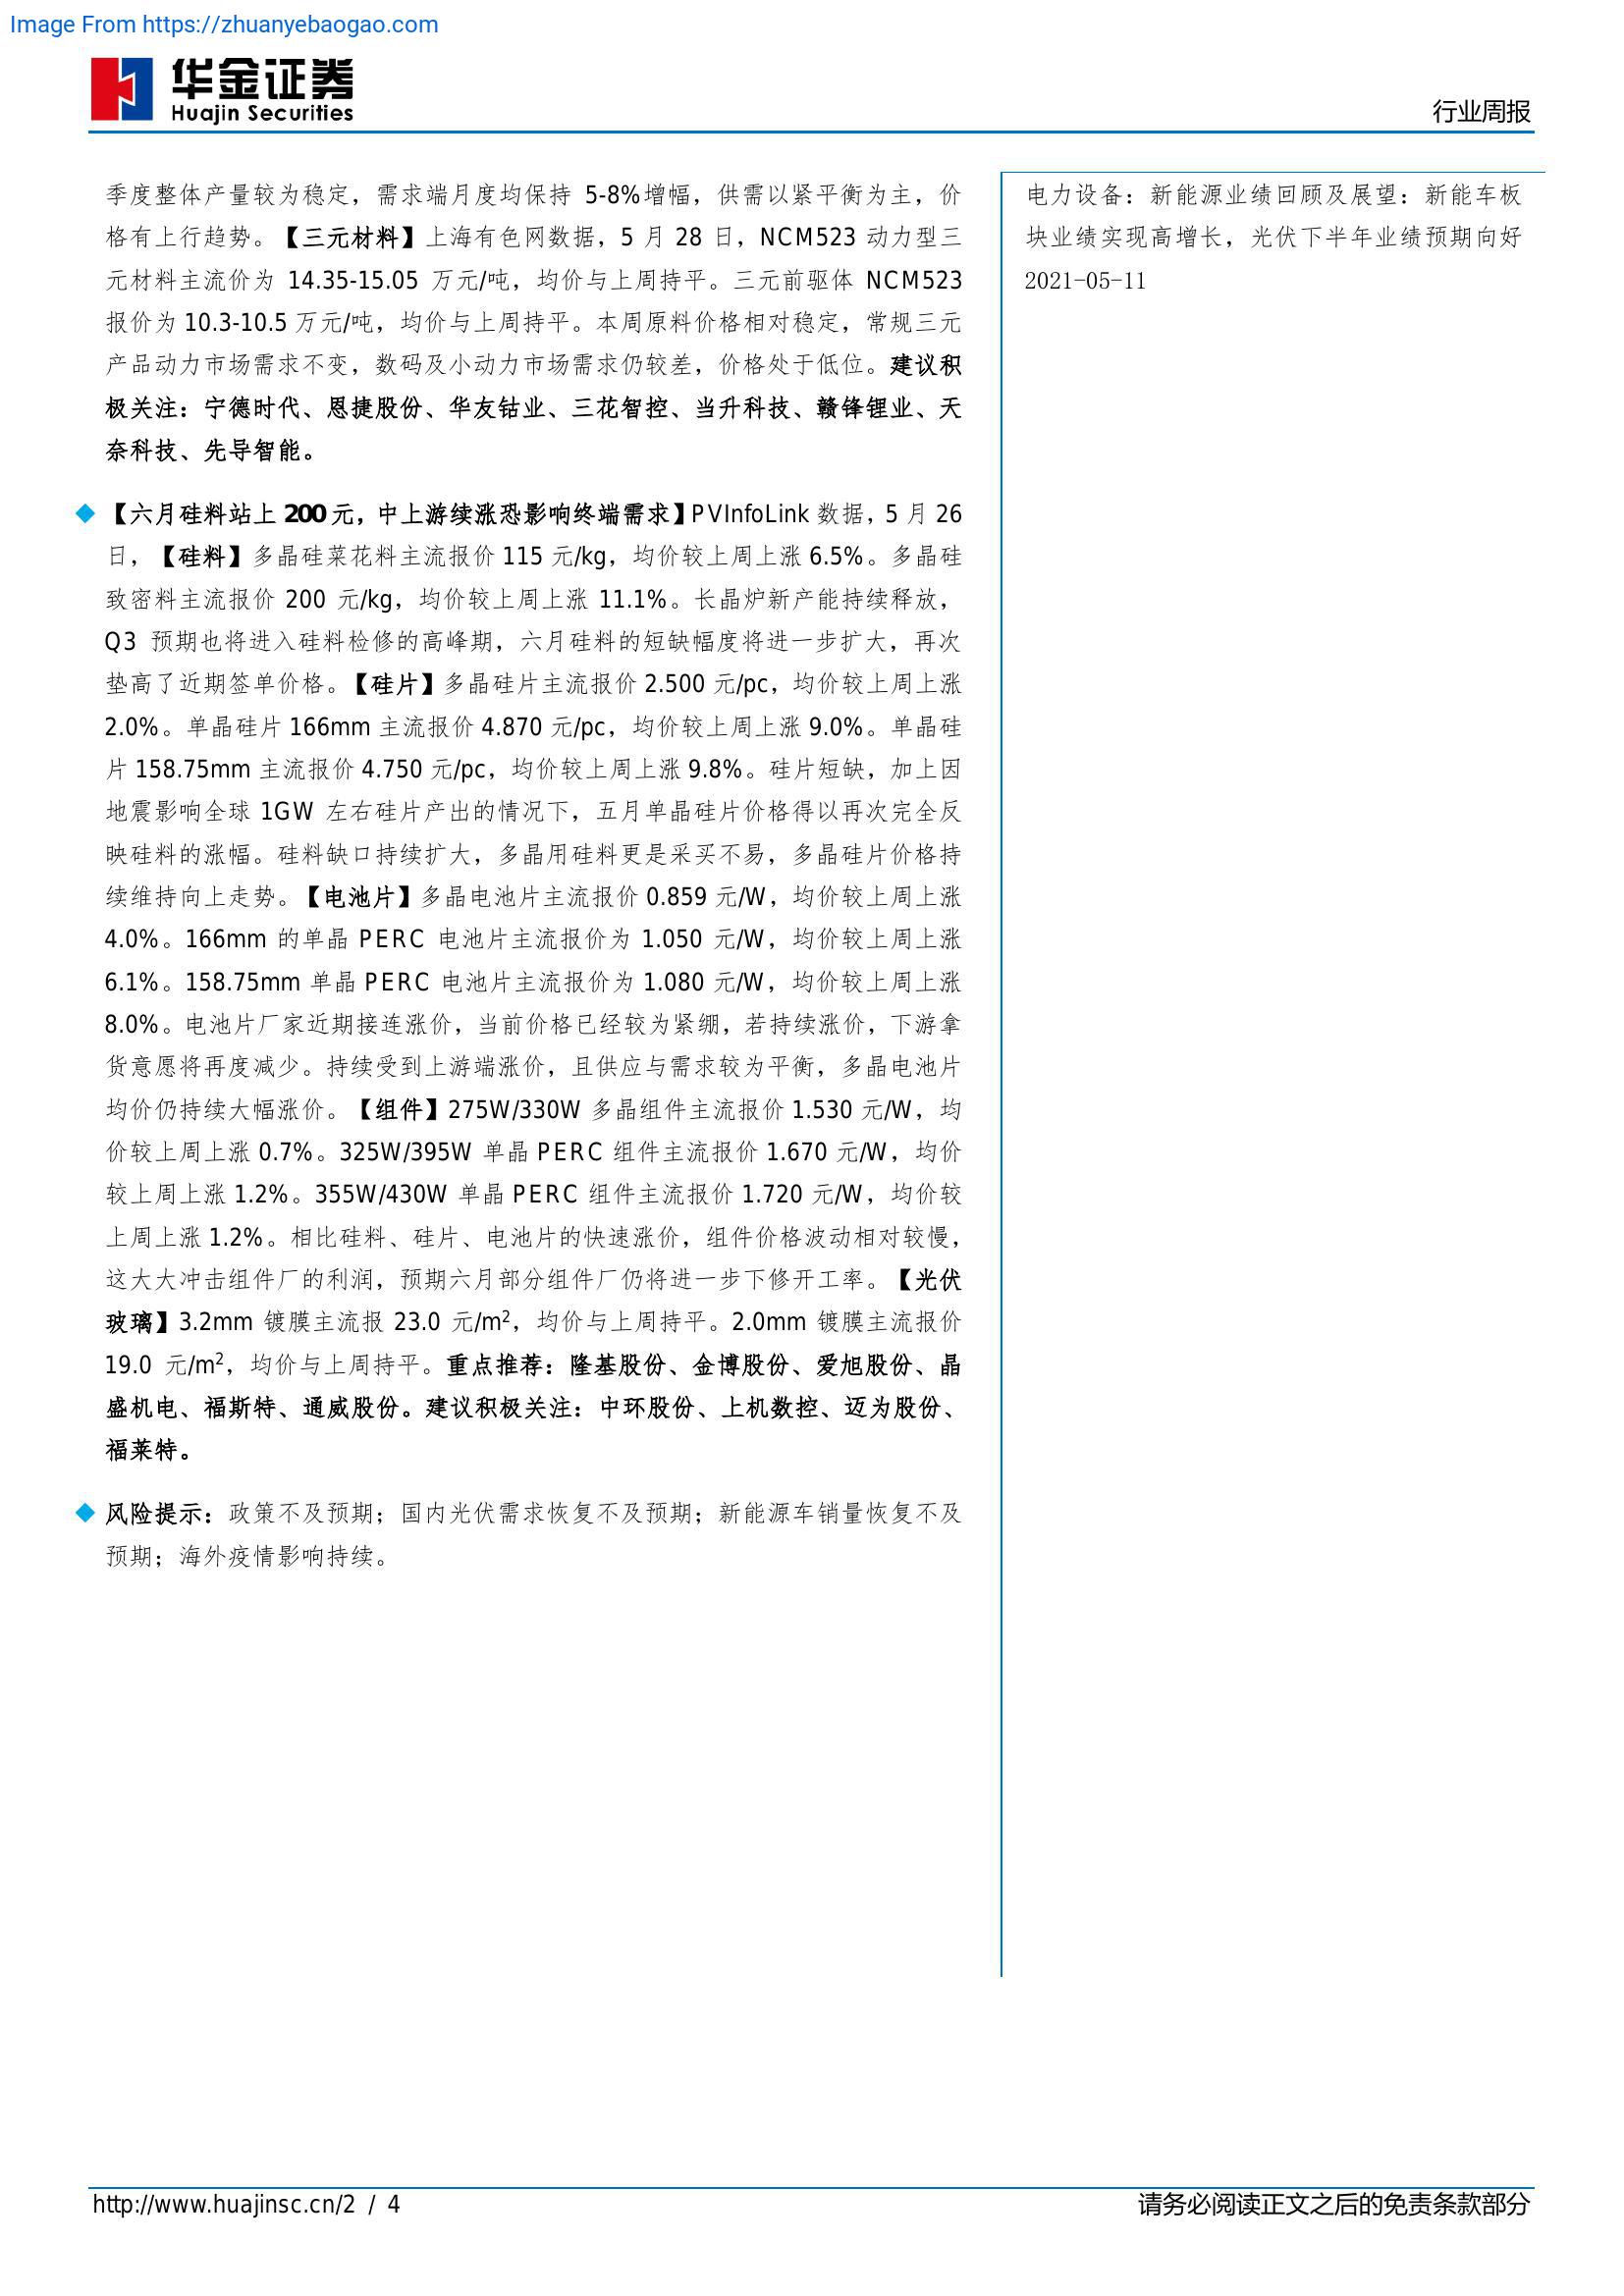 Image From https://zhuanyebaogao.com
华金证券
Huajin Securities
行业周报
季度整体产量较为稳定，需求端月度均保持 5-8%增幅，供需以紧平衡为主，价
格有上行趋势。【三元材料】上海有色网数据，5 月 28 日，NCM523 动力型三
元材料主流价为 14.35-15.05 万元/吨，均价与上周持平。三元前驱体 NCM523
报价为 10.3-10.5 万元/吨，均价与上周持平。本周原料价格相对稳定，常规三元
产品动力市场需求不变，数码及小动力市场需求仍较差，价格处于低位。建议积
极关注：宁德时代、恩捷股份、华友钴业、三花智控、当升科技、赣锋锂业、天
奈科技、先导智能。
◆【六月硅料站上 200 元，中上游续涨恐影响终端需求】PVInfoLink 数据，5 月 26
日，【硅料】多晶硅菜花料主流报价 115 元/kg，均价较上周上涨 6.5%。多晶硅
致密料主流报价 200 元/kg，均价较上周上涨 11.1%。长晶炉新产能持续释放，
Q3 预期也将进入硅料检修的高峰期，六月硅料的短缺幅度将进一步扩大，再次
垫高了近期签单价格。【硅片】多晶硅片主流报价 2.500 元/pc，均价较上周上涨
2.0%。单晶硅片 166mm 主流报价 4.870 元/pc，均价较上周上涨 9.0%。单晶硅
片 158.75mm 主流报价 4.750 元/pc，均价较上周上涨 9.8%。硅片短缺，加上因
地震影响全球 1GW 左右硅片产出的情况下，五月单晶硅片价格得以再次完全反
映硅料的涨幅。硅料缺口持续扩大，多晶用硅料更是采买不易，多晶硅片价格持
续维持向上走势。【电池片】多晶电池片主流报价 0.859 元/W，均价较上周上涨
4.0%。166mm 的单晶 PERC 电池片主流报价为 1.050 元/W，均价较上周上涨
6.1%。158.75mm 单晶 PERC 电池片主流报价为 1.080 元/W，均价较上周上涨
8.0%。电池片厂家近期接连涨价，当前价格已经较为紧绷，若持续涨价，下游拿
货意愿将再度减少。持续受到上游端涨价，且供应与需求较为平衡，多晶电池片
均价仍持续大幅涨价。【组件】275W/330W 多晶组件主流报价 1.530 元/W，均
价较上周上涨 0.7%。325W/395W 单晶 PERC 组件主流报价 1.670 元/W，均价
较上周上涨 1.2%。355W/430W 单晶 PERC 组件主流报价 1.720 元/W，均价较
上周上涨 1.2%。相比硅料、硅片、电池片的快速涨价，组件价格波动相对较慢，
这大大冲击组件厂的利润，预期六月部分组件厂仍将进一步下修开工率。【光伏
玻璃】3.2mm 镀膜主流报 23.0 元/m²，均价与上周持平。2.0mm 镀膜主流报价
19.0 元/m²，均价与上周持平。重点推荐：隆基股份、金博股份、爱旭股份、晶
盛机电、福斯特、通威股份。建议积极关注：中环股份、上机数控、迈为股份、
福莱特。
◆ 风险提示：政策不及预期；国内光伏需求恢复不及预期；新能源车销量恢复不及
预期；海外疫情影响持续。
电力设备：新能源业绩回顾及展望：新能车板
块业绩实现高增长，光伏下半年业绩预期向好
2021-05-11
http://www.huajinsc.cn/2 / 4
请务必阅读正文之后的免责条款部分